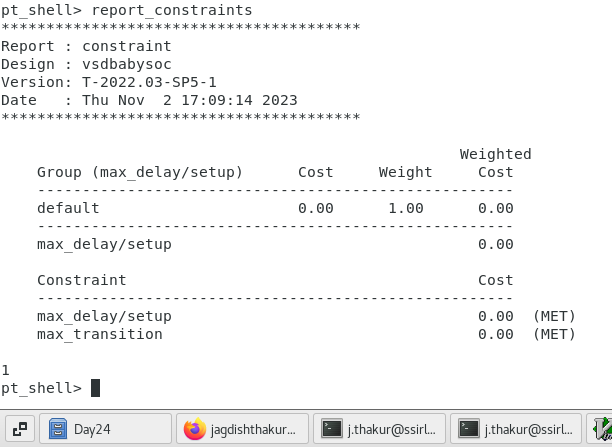 pt_shell> report_constraints
****************************************
Report : constraint
Design : vsdbabysoc
Version: T-2022.03-SP5-1
Date   : Thu Nov  2 17:09:14 2023
****************************************
                                                   Weighted
    Group (max_delay/setup)      Cost     Weight     Cost
    -----------------------------------------------------
    default                      0.00      1.00      0.00
    -----------------------------------------------------
    max_delay/setup                                  0.00
    Constraint                                       Cost
    -----------------------------------------------------
    max_delay/setup                                  0.00  (MET)
    max_transition                                   0.00  (MET)
1
pt_shell>
Day24 jagdishthakur... j.thakur@ssirl... j.thakur@ssirl...